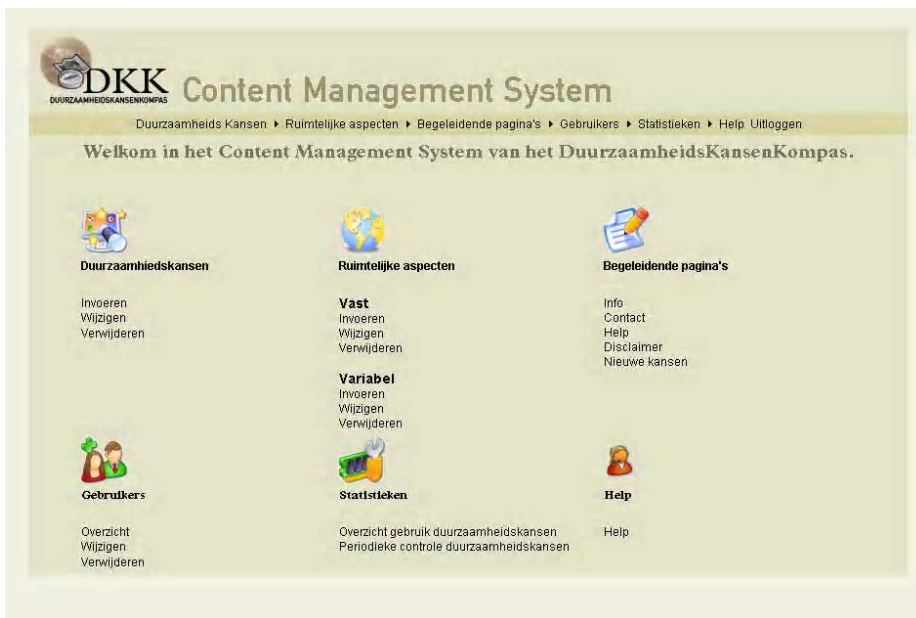 DKK
DUURZAAMHEIDSKANSENKOMPAS
Content Management System
Duurzaamheids Kansen ▸ Ruimtelijke aspecten ▸ Begeleidende pagina's ▸ Gebruikers ▸ Statistieken ▸ Help Uitloggen
Welkom in het Content Management System van het DuurzaamheidsKansenKompas.
Duurzaamhiedskansen
Invoeren
Wijzigen
Verwijderen
Ruimtelijke aspecten
Vast
Invoeren
Wijzigen
Verwijderen
Variabel
Invoeren
Wijzigen
Verwijderen
Begeleidende pagina's
Info
Contact
Help
Disclaimer
Nieuwe kansen
Gebruikers
Overzicht
Wijzigen
Verwijderen
Statistieken
Overzicht gebruik duurzaamheidskansen
Periodieke controle duurzaamheidskansen
Help
Help